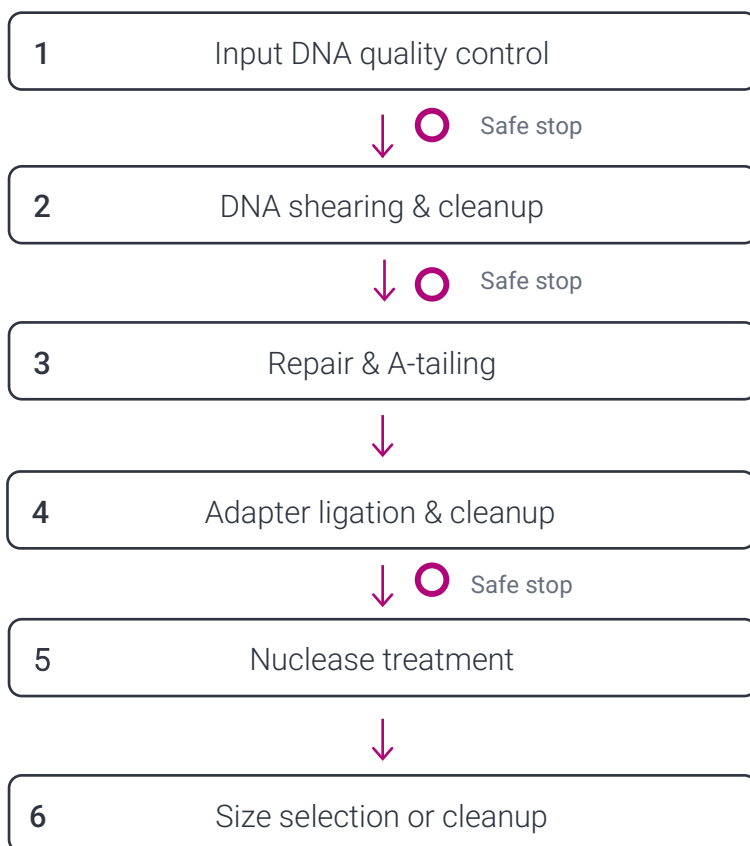 1 Input DNA quality control
Safe stop
2 DNA shearing & cleanup
Safe stop
3 Repair & A-tailing
4 Adapter ligation & cleanup
Safe stop
5 Nuclease treatment
6 Size selection or cleanup